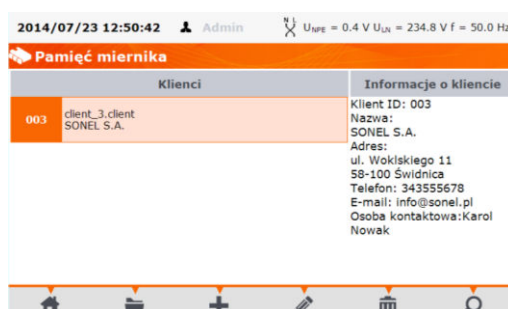 2014/07/23 12:50:42 Admin N L UNPE = 0.4 V ULN = 234.8 V f = 50.0 Hz
Pamięć miernika
Klienci
Informacje o kliencie
003
client_3.client
SONEL S.A.
Klient ID: 003
Nazwa:
SONEL S.A.
Adres:
ul. Woklskiego 11
58-100 Świdnica
Telefon: 343555678
E-mail: info@sonel.pl
Osoba kontaktowa:Karol
Nowak